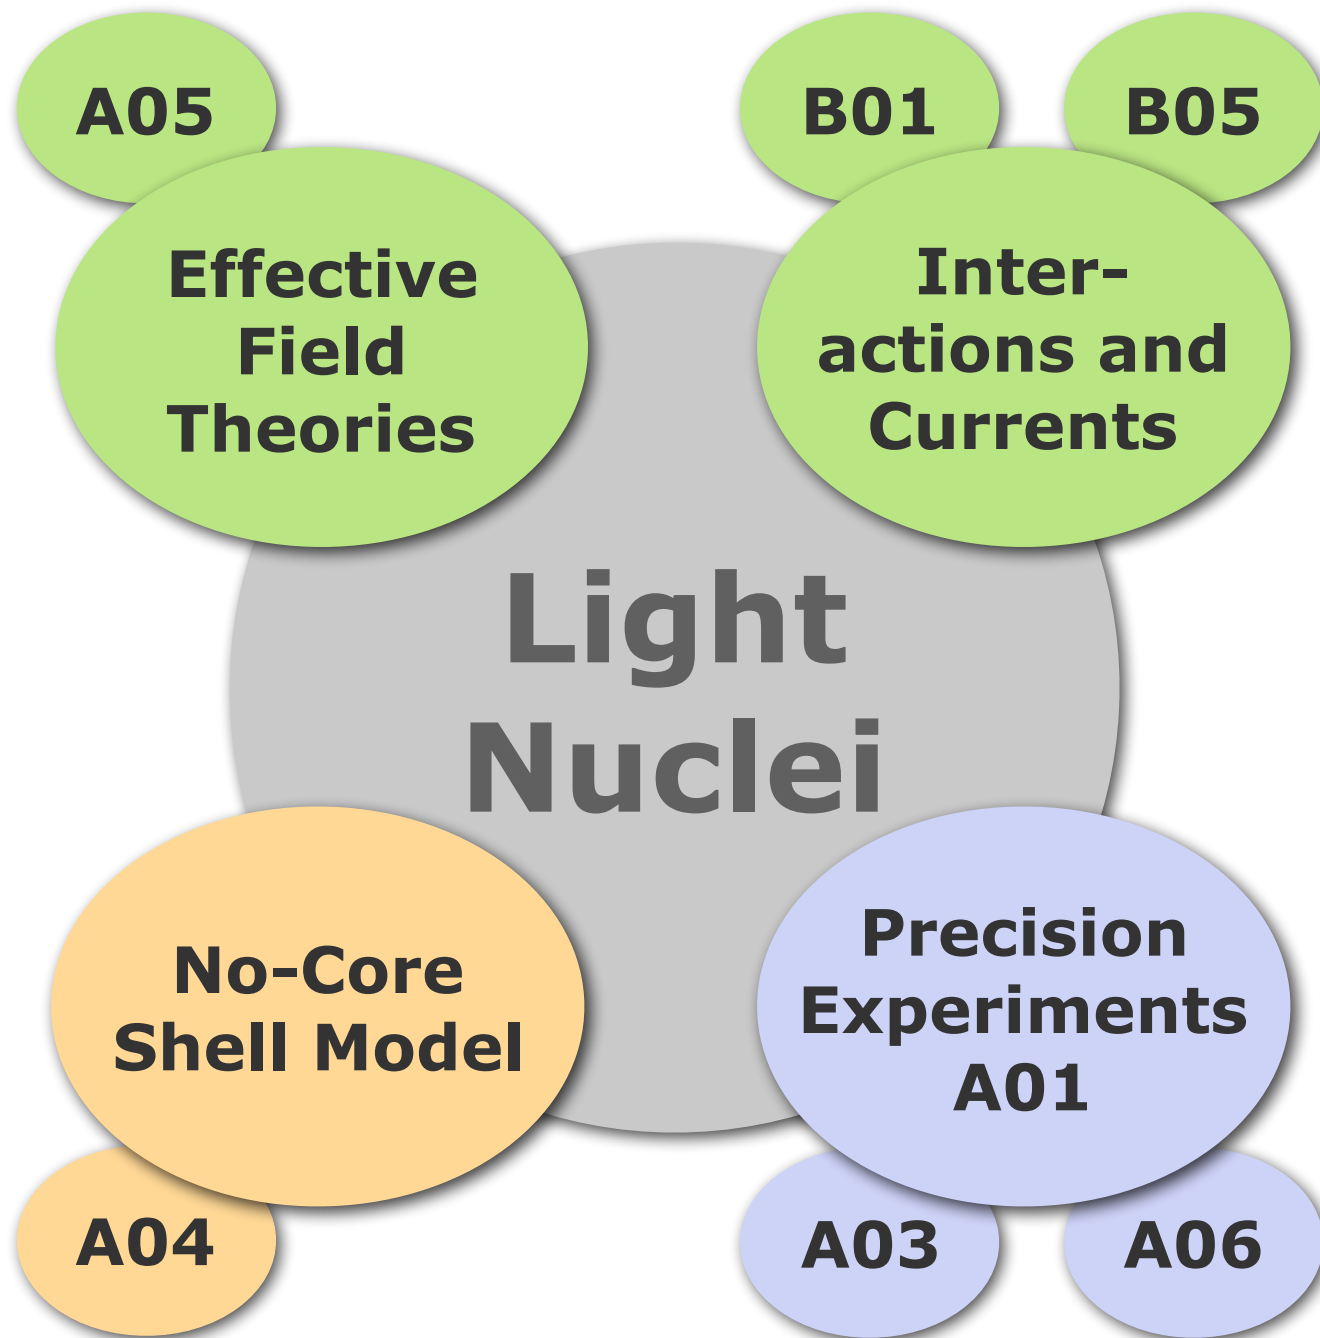 A05
B01
B05
Effective
Field
Theories
Inter-
actions and
Currents
Light
Nuclei
No-Core
Shell Model
Precision
Experiments
A01
A04
A03
A06